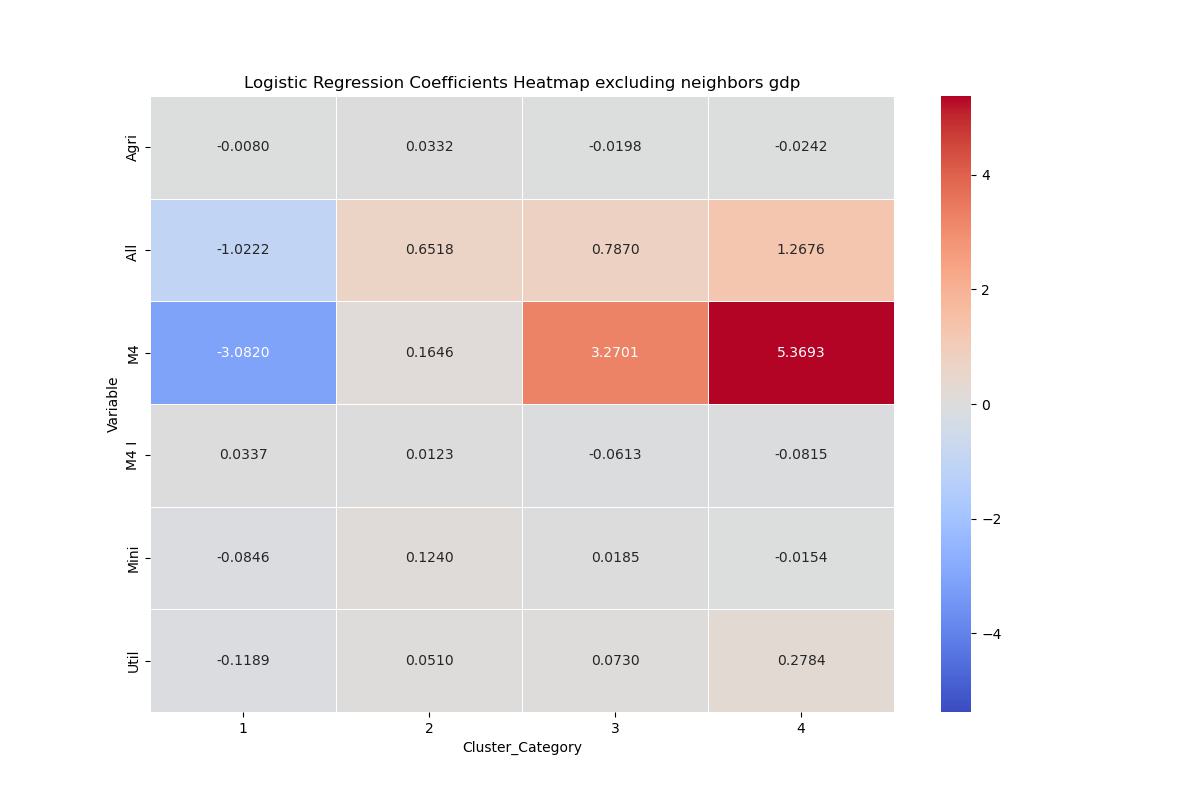 Logistic Regression Coefficients Heatmap excluding neighbors gdp
Agri -0.0080 0.0332 -0.0198 -0.0242
All -1.0222 0.6518 0.7870 1.2676
M4 -3.0820 0.1646 3.2701 5.3693
M4 I 0.0337 0.0123 -0.0613 -0.0815
Mini -0.0846 0.1240 0.0185 -0.0154
Util -0.1189 0.0510 0.0730 0.2784
Variable
1 2 3 4
Cluster_Category
4
2
0
−2
−4